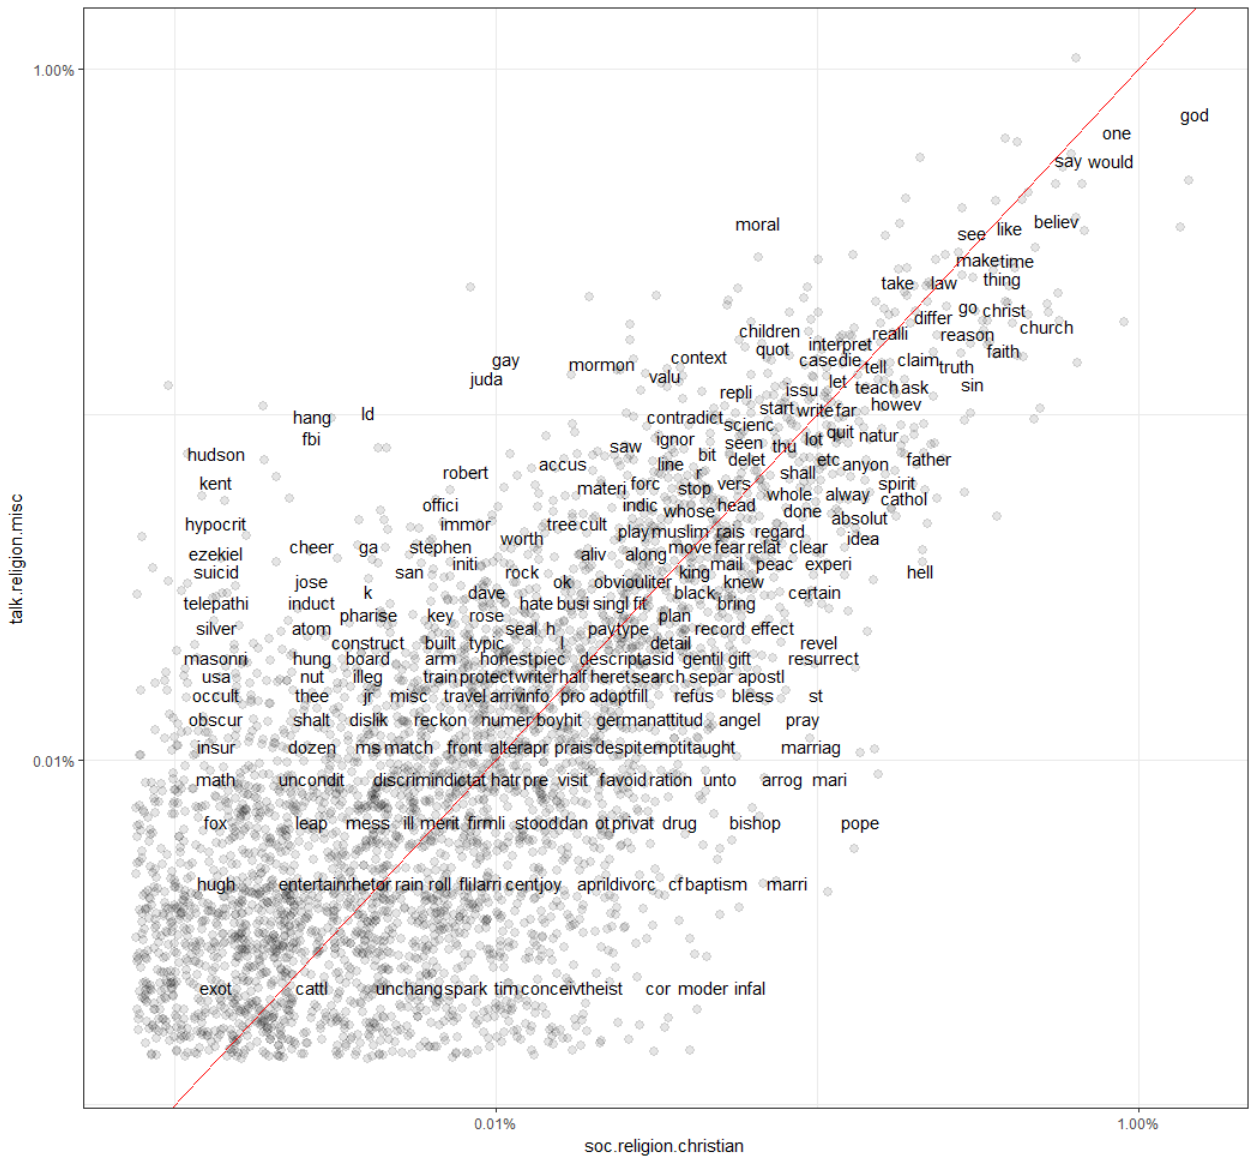 1.00%
god
one
say would
moral
believ
like
see
make time
take law thing
go christ
differ
children realli reason church
quot interpret
gay context case die claim faith
mormon tell truth
juda valu let
repli issu teach ask sin
start write far howev
hang ld contradict
scienc
fbi ignor seen lot quit natur
saw thu
hudson bit
accus line delet etc anyon father
robert r shall
kent forc vers spirit
materi stop whole alway cathol
offici indic whose head done
hypocrit immor tree cult absolut
worth play muslim rais regard idea
cheer ga stephen move fear relat clear
ezekiel aliv along
initi mail peac experi
suicid san rock king hell
jose ok obviou liter knew
k dave black certain
telepathi induct hate busi singl fit bring
pharise key rose plan
silver atom seal h pay type record effect
construct built typic l detail revel
masonri hung board arm honest piec descript asid gentil gift resurrect
usa nut illeg train protect writer half heret search separ apostl
occult thee jr misc travel arriv info pro adopt fill refus bless st
obscur shalt dislik reckon numer boy hit german attitud angel pray
insur dozen ms match front alter apr prais despit empti taught marriag
0.01%
math uncondit discrimin dictat hatr pre visit f avoid ration unto arrog mari
fox leap mess ill merit firmli stood dan ot privat drug bishop pope
hugh entertain rhetor rain roll fli larri cent joy april divorc cf baptism marri
exot cattl unchang spark tim conceiv theist cor moder infal
0.01% 1.00%
soc.religion.christian
talk.religion.misc